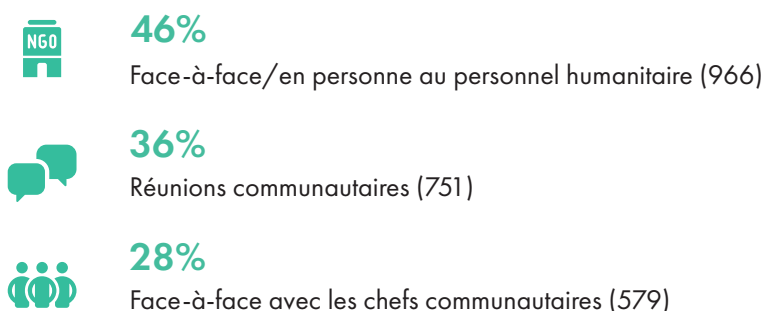 NGO
46%
Face-à-face/en personne au personnel humanitaire (966)
36%
Réunions communautaires (751)
28%
Face-à-face avec les chefs communautaires (579)